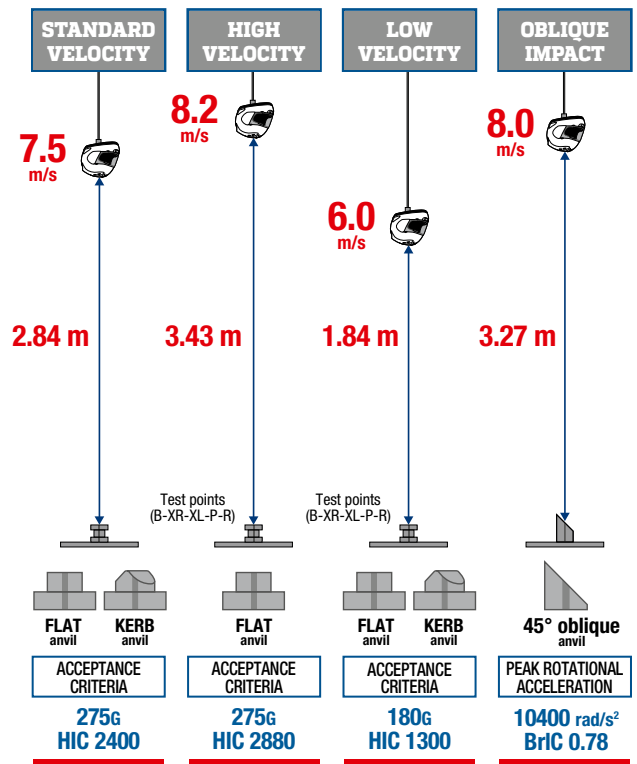 STANDARD
VELOCITY
7.5
m/s
2.84 m
FLAT
anvil
KERB
anvil
ACCEPTANCE
CRITERIA
275G
HIC 2400
HIGH
VELOCITY
8.2
m/s
3.43 m
Test points
(B-XR-XL-P-R)
FLAT
anvil
ACCEPTANCE
CRITERIA
275G
HIC 2880
LOW
VELOCITY
6.0
m/s
1.84 m
Test points
(B-XR-XL-P-R)
FLAT
anvil
KERB
anvil
ACCEPTANCE
CRITERIA
180G
HIC 1300
OBLIQUE
IMPACT
8.0
m/s
3.27 m
45° oblique
anvil
PEAK ROTATIONAL
ACCELERATION
10400 rad/s²
BrIC 0.78